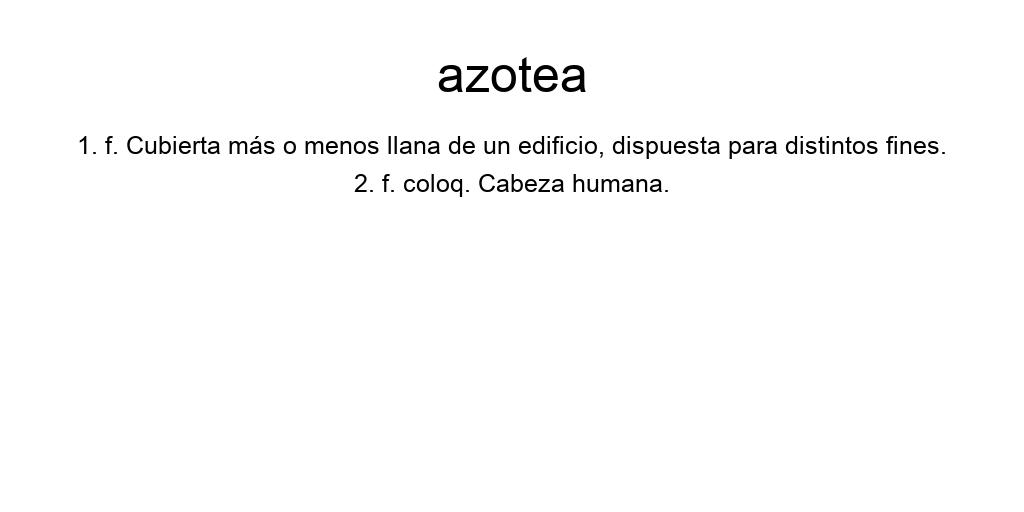 azotea
1. f. Cubierta más o menos llana de un edificio, dispuesta para distintos fines.
2. f. coloq. Cabeza humana.